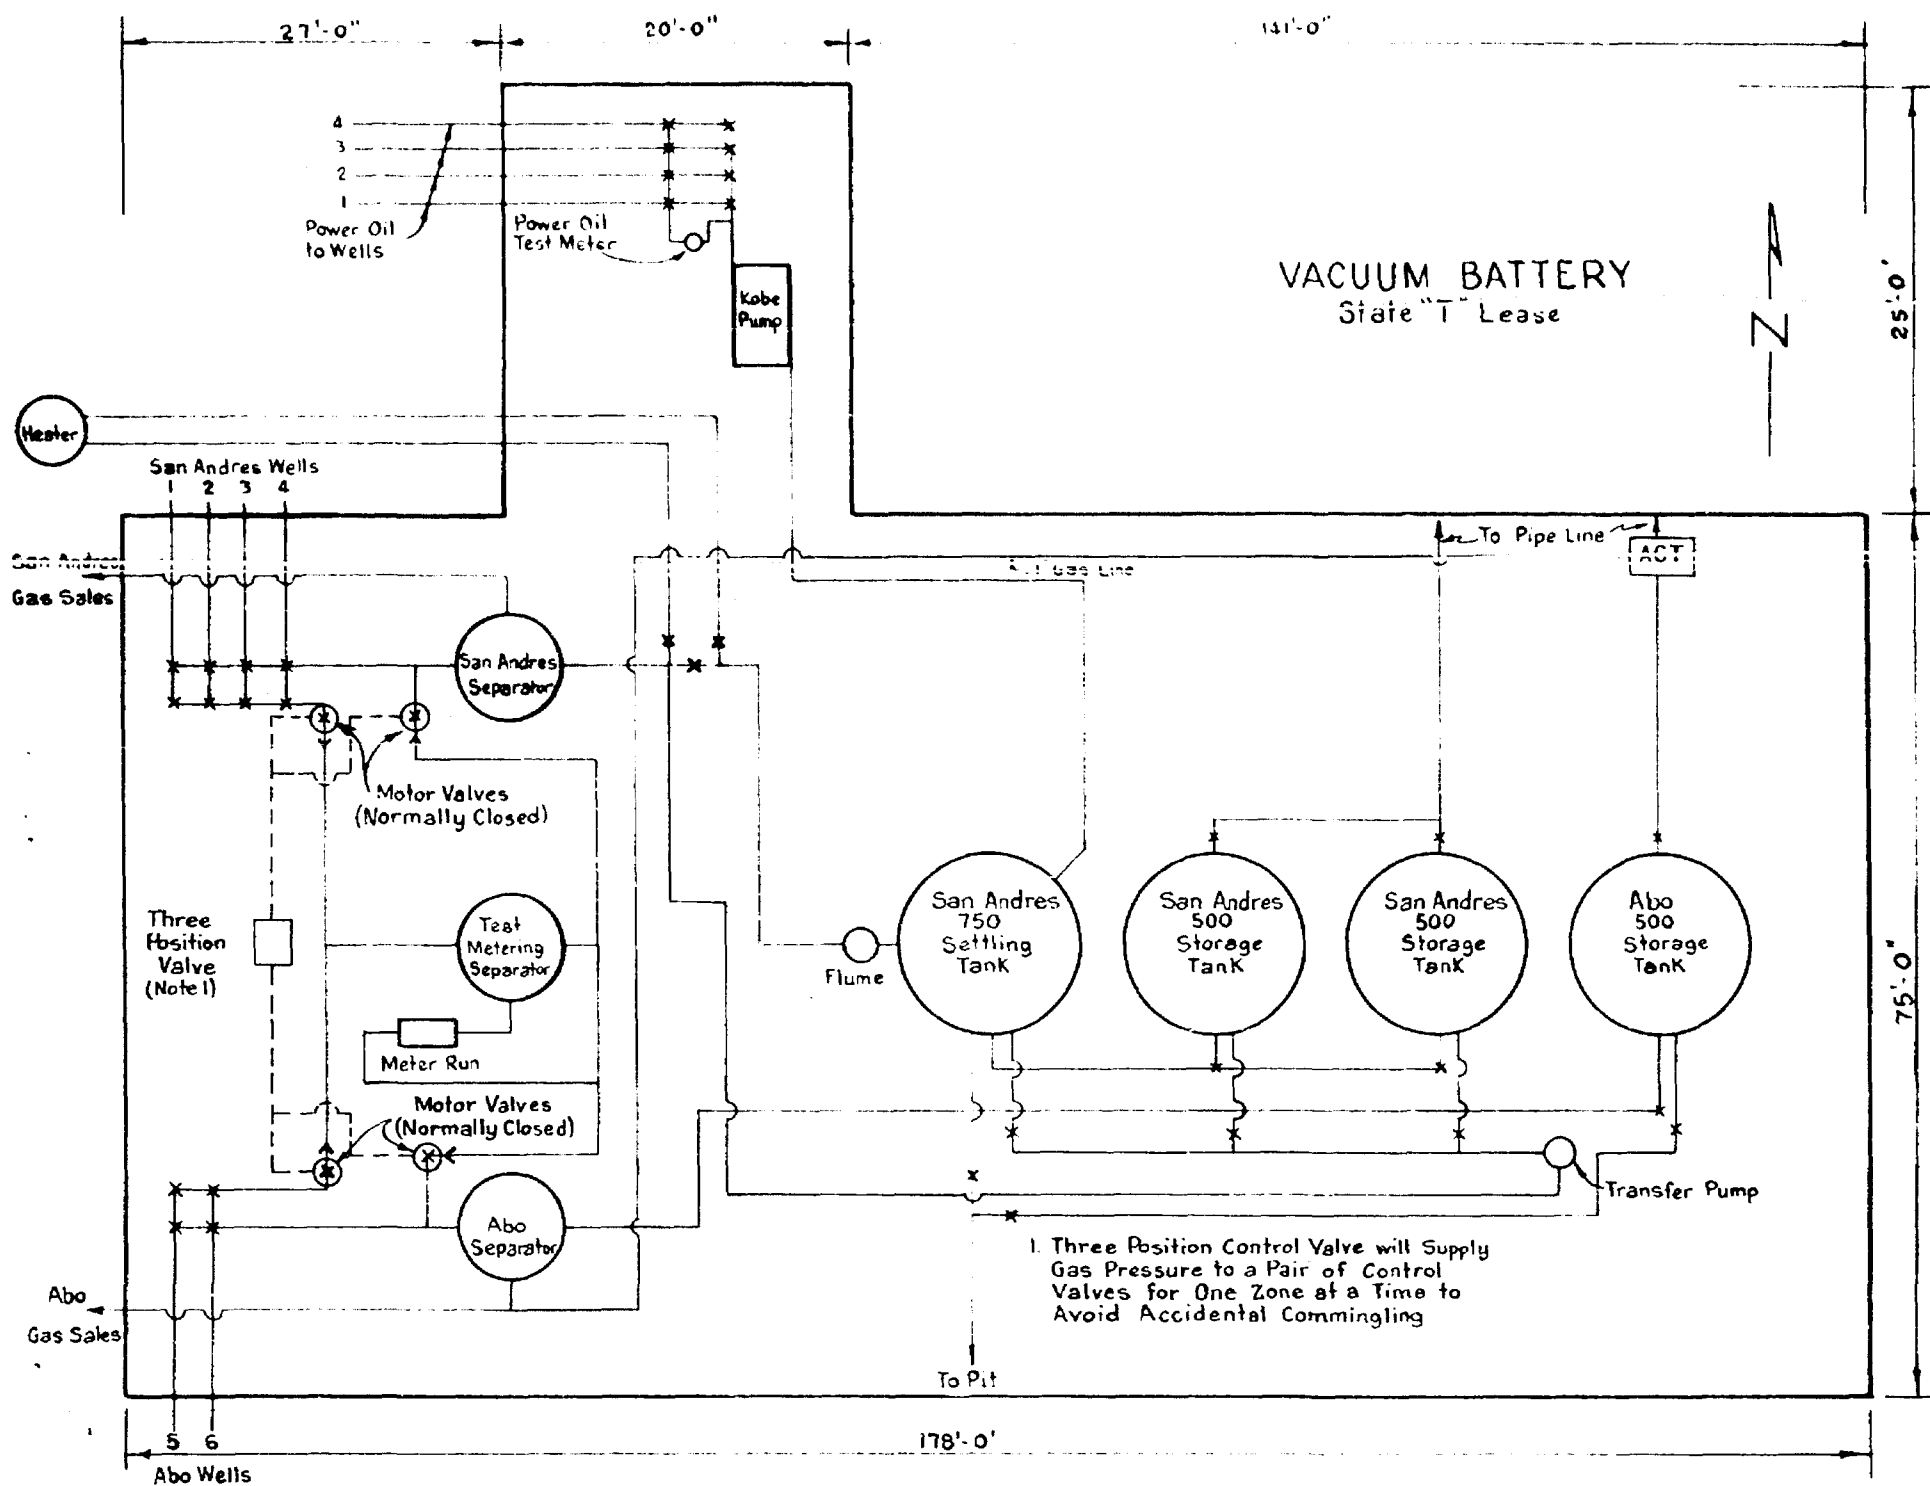 27'-0"
20'-0"
141'-0"
4
3
2
1
Power Oil
to Wells
Power Oil
Test Meter
Kobe
Pump
VACUUM BATTERY
State "T" Lease
N
25'-0'
Heater
San Andres Wells
1 2 3 4
To Pipe Line
ACT
San Andres
Gas Sales
Gas Line
San Andres
Separator
Motor Valves
(Normally Closed)
Three
Position
Valve
(Note 1)
Test
Metering
Separator
Flume
San Andres
750
Settling
Tank
San Andres
500
Storage
Tank
San Andres
500
Storage
Tank
Abo
500
Storage
Tank
75'-0"
Meter Run
Motor Valves
(Normally Closed)
Transfer Pump
Abo
Separator
1. Three Position Control Valve will Supply
Gas Pressure to a Pair of Control
Valves for One Zone at a Time to
Avoid Accidental Commingling
Abo
Gas Sales
To Pit
5 6
178'-0'
Abo Wells